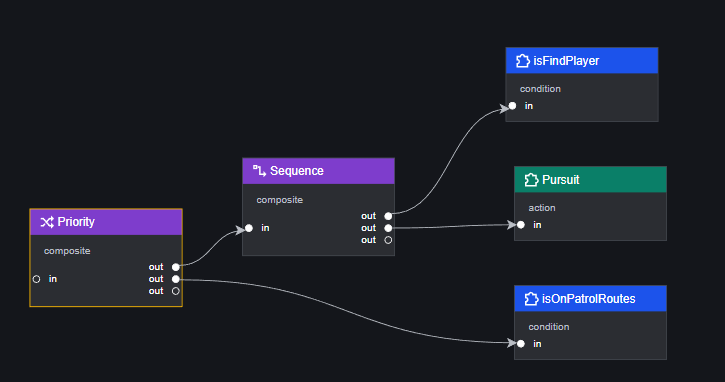 isFindPlayer
condition
in
Sequence
composite
out
in
out
out
Pursuit
action
in
Priority
composite
out
in
out
out
isOnPatrolRoutes
condition
in